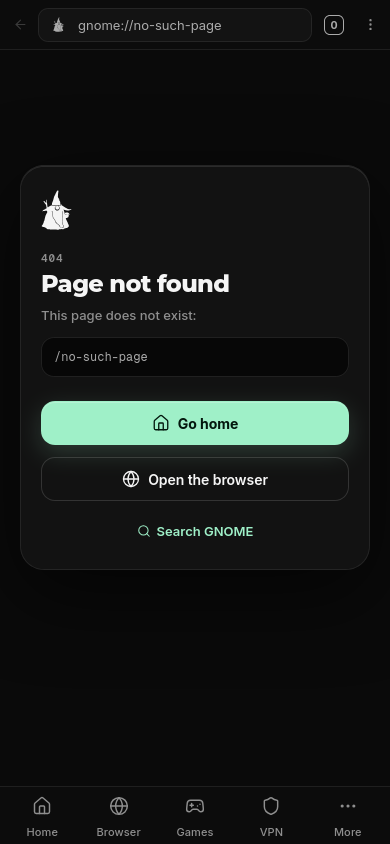 gnome://no-such-page
0
404
Page not found
This page does not exist:
/no-such-page
Go home
Open the browser
Search GNOME
Home
Browser
Games
VPN
More